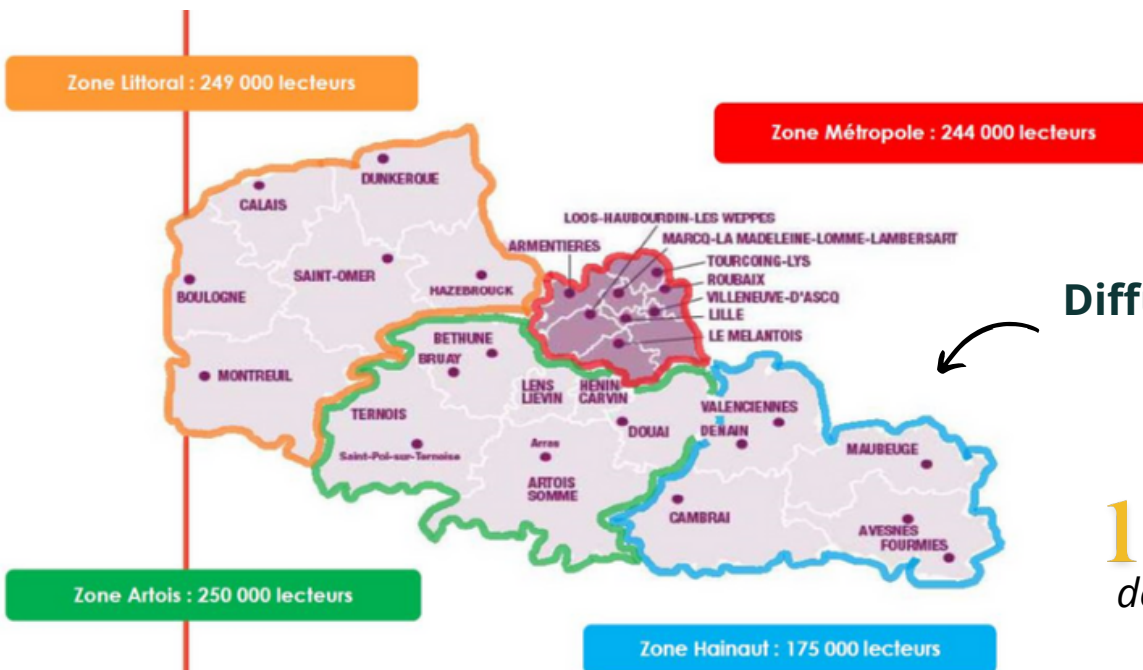 Zone Littoral : 249 000 lecteurs
Zone Métropole : 244 000 lecteurs
DUNKERQUE
CALAIS
LOOS-HAUBOURDIN-LES WEPPES
MARCQ-LA MADELEINE-LOMME-LAMBERSART
ARMENTIERES
TOURCOING-LYS
SAINT-OMER
ROUBAIX
HAZEBROUCK
BOULOGNE
VILLENEUVE-D'ASCQ
Diff
LILLE
LE MELANTOIS
BETHUNE
BRUAY
MONTREUIL
LENS
LIEVIN
HENIN
CARVIN
TERNOIS
VALENCIENNES
DOUAI
DENAIN
Arras
Saint-Pol-sur-Ternoise
MAUBEUGE
ARTOIS
SOMME
CAMBRAI
AVESNES
FOURMIES
1
de
Zone Artois : 250 000 lecteurs
Zone Hainaut : 175 000 lecteurs